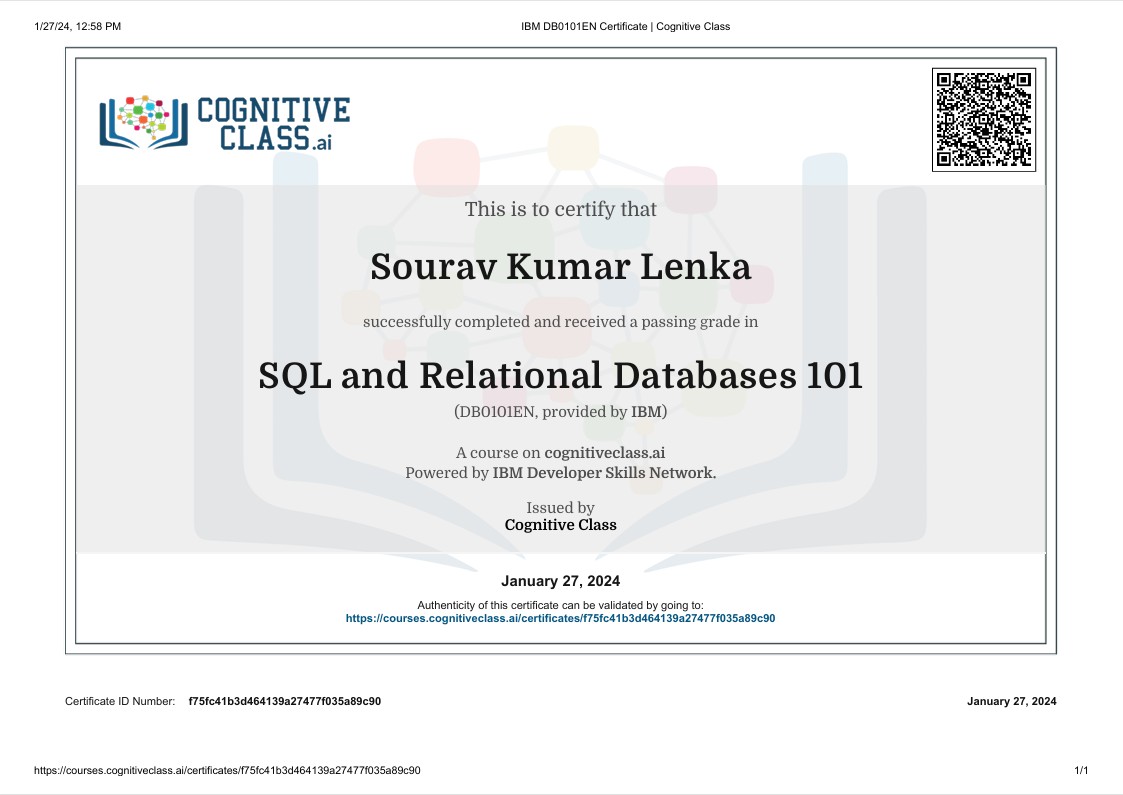 1/27/24, 12:58 PM
IBM DB0101EN Certificate | Cognitive Class
COGNITIVE
CLASS.ai
This is to certify that
Sourav Kumar Lenka
successfully completed and received a passing grade in
SQL and Relational Databases 101
(DB0101EN, provided by IBM)
A course on cognitiveclass.ai
Powered by IBM Developer Skills Network.
Issued by
Cognitive Class
January 27, 2024
Authenticity of this certificate can be validated by going to:
https://courses.cognitiveclass.ai/certificates/f75fc41b3d464139a27477f035a89c90
Certificate ID Number: f75fc41b3d464139a27477f035a89c90
January 27, 2024
https://courses.cognitiveclass.ai/certificates/f75fc41b3d464139a27477f035a89c90
1/1